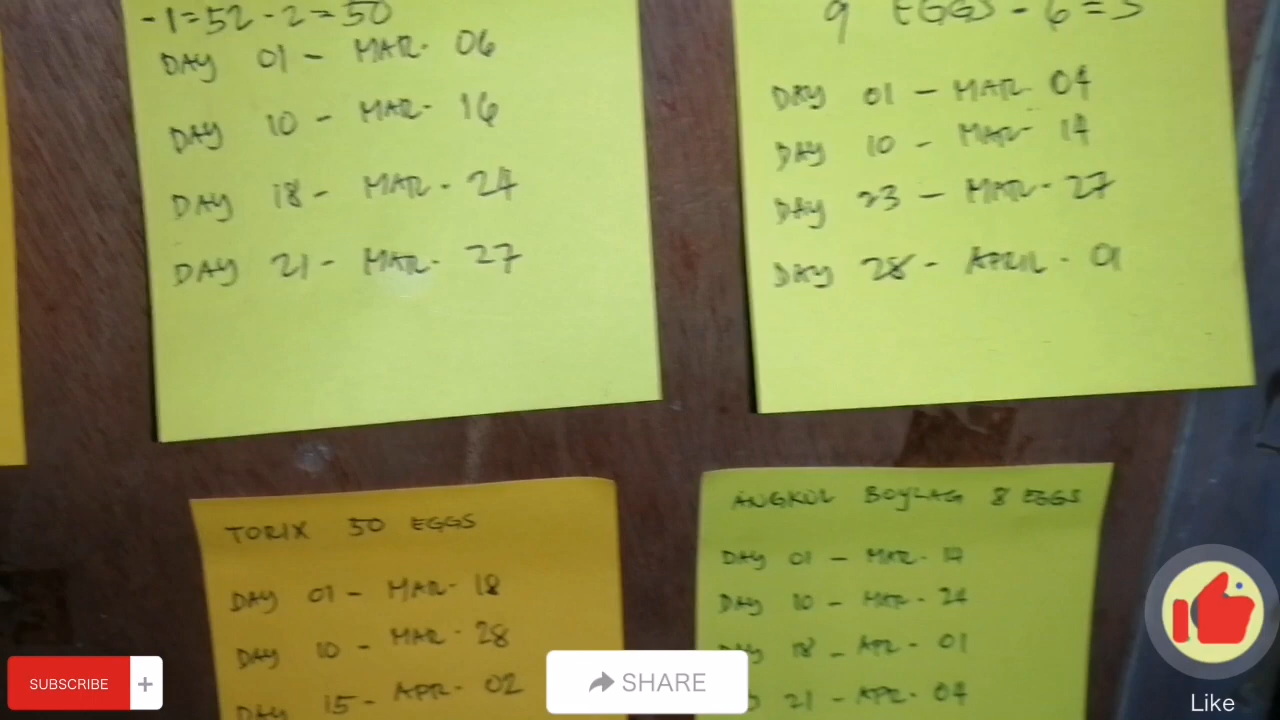 -1=52-2=50
DAY 01 - MAR. 06
DAY 10 - MAR. 16
DAY 18 - MAR. 24
DAY 21 - MAR. 27
9 EGGS - 6 = 3
DAY 01 - MAR. 04
DAY 10 - MAR. 14
DAY 23 - MAR. 27
DAY 28 - APRIL. 01
TORIX 50 EGGS
DAY 01 - MAR. 18
DAY 10 - MAR. 28
DAY 15 - APR. 02
ANGKOL BOYLAG 8 EGGS
DAY 01 - MAR. 14
DAY 10 - MAR. 24
DAY 18 - APR. 01
21 - APR. 04
SUBSCRIBE +
SHARE
Like